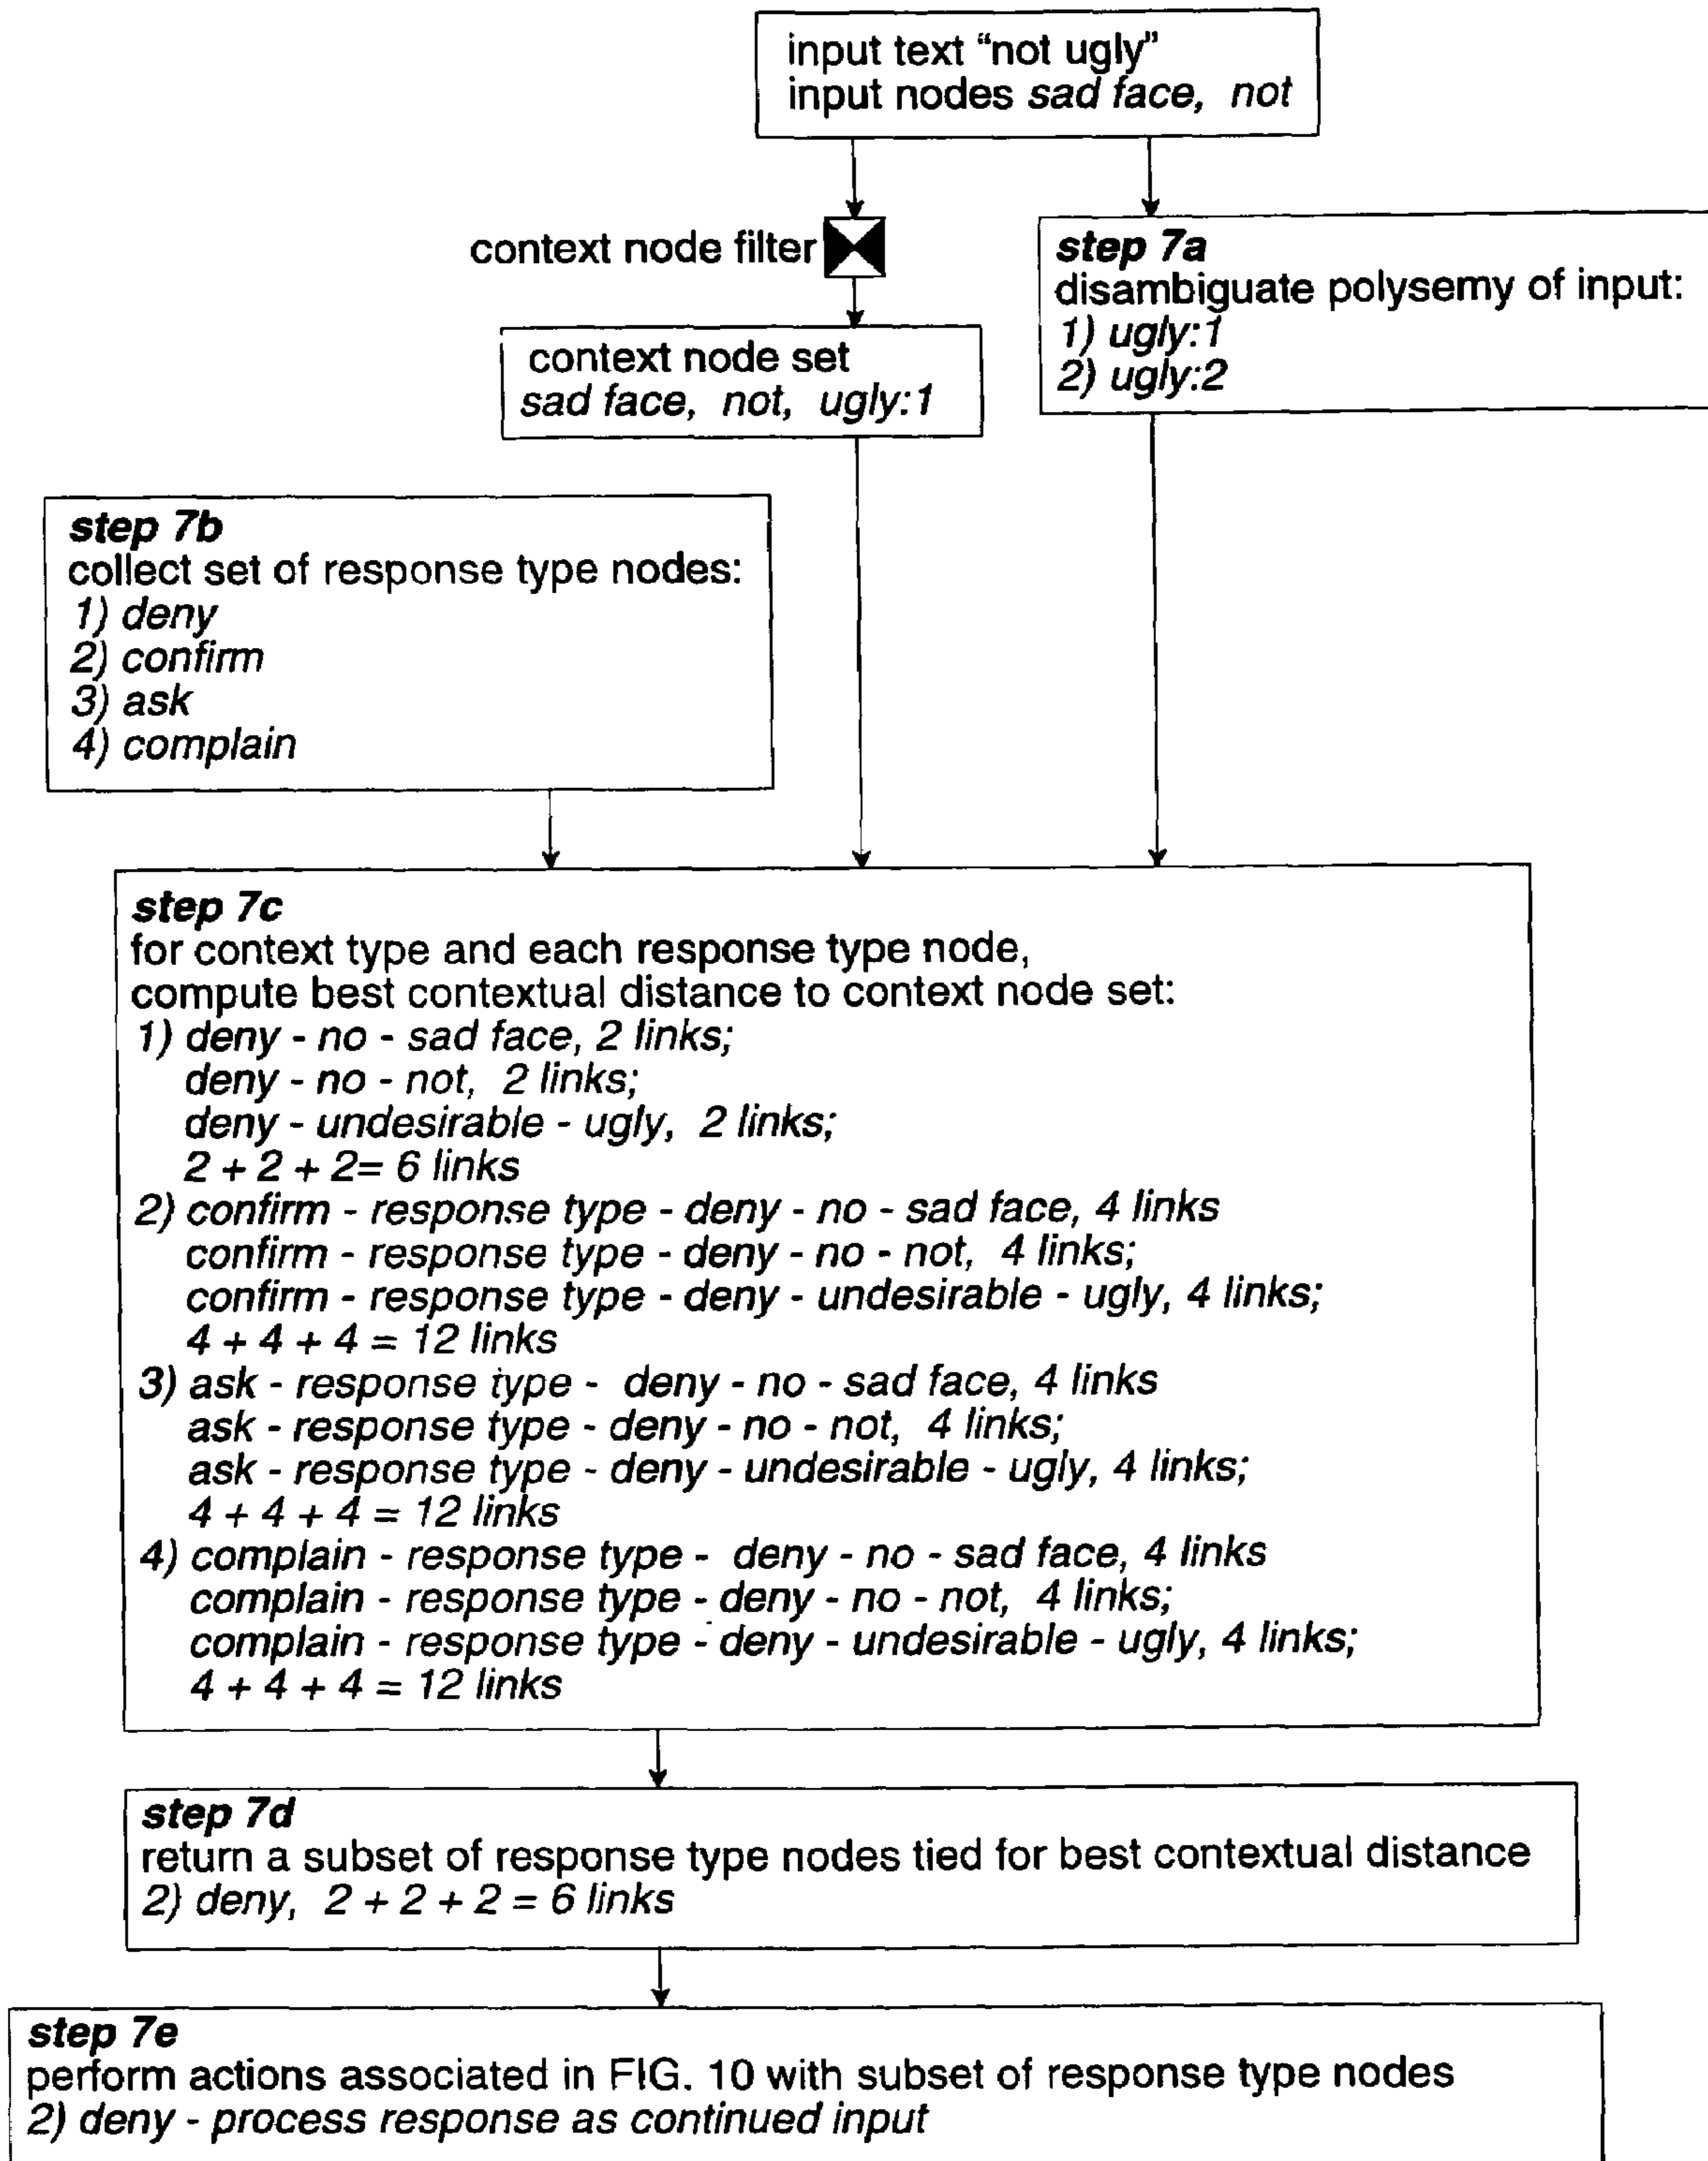 input text “not ugly”
input nodes sad face, not
context node filter
step 7a
disambiguate polysemy of input:
1) ugly:1
2) ugly:2
context node set
sad face, not, ugly:1
step 7b
collect set of response type nodes:
1) deny
2) confirm
3) ask
4) complain
step 7c
for context type and each response type node,
compute best contextual distance to context node set:
1) deny - no - sad face, 2 links;
deny - no - not, 2 links;
deny - undesirable - ugly, 2 links;
2 + 2 + 2= 6 links
2) confirm - response type - deny - no - sad face, 4 links
confirm - response type - deny - no - not, 4 links;
confirm - response type - deny - undesirable - ugly, 4 links;
4 + 4 + 4 = 12 links
3) ask - response type - deny - no - sad face, 4 links
ask - response type - deny - no - not, 4 links;
ask - response type - deny - undesirable - ugly, 4 links;
4 + 4 + 4 = 12 links
4) complain - response type - deny - no - sad face, 4 links
complain - response type - deny - no - not, 4 links;
complain - response type - deny - undesirable - ugly, 4 links;
4 + 4 + 4 = 12 links
step 7d
return a subset of response type nodes tied for best contextual distance
2) deny, 2 + 2 + 2 = 6 links
step 7e
perform actions associated in FIG. 10 with subset of response type nodes
2) deny - process response as continued input